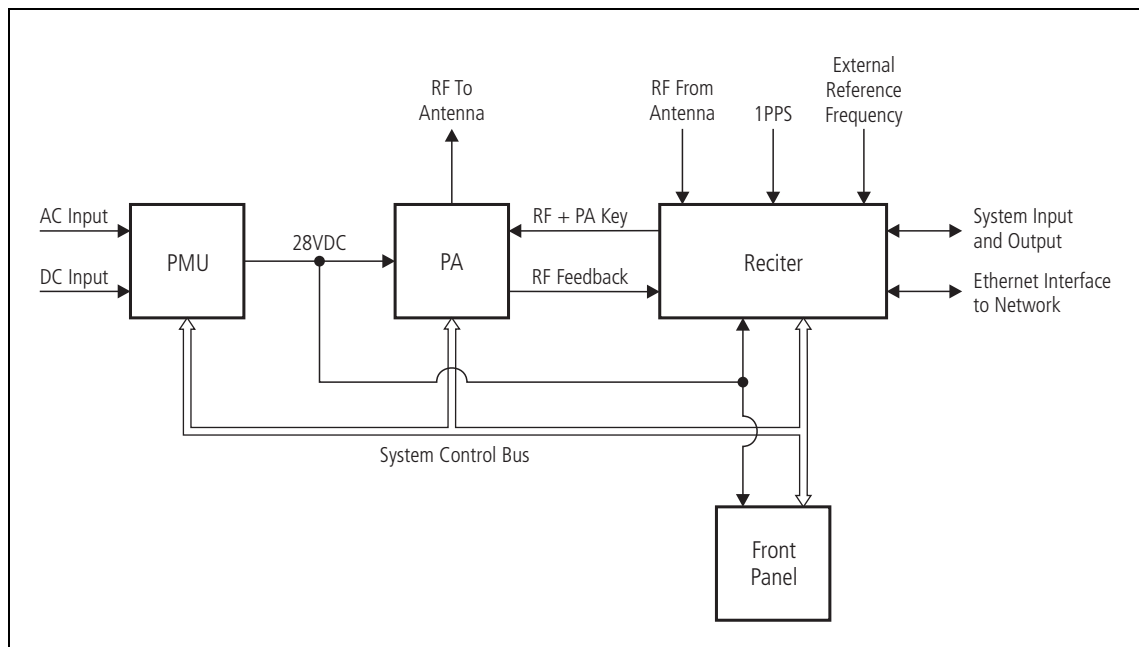 RF To
Antenna
RF From
Antenna
1PPS
External
Reference
Frequency
AC Input
DC Input
PMU
28VDC
PA
RF + PA Key
RF Feedback
Reciter
System Input
and Output
Ethernet Interface
to Network
System Control Bus
Front
Panel